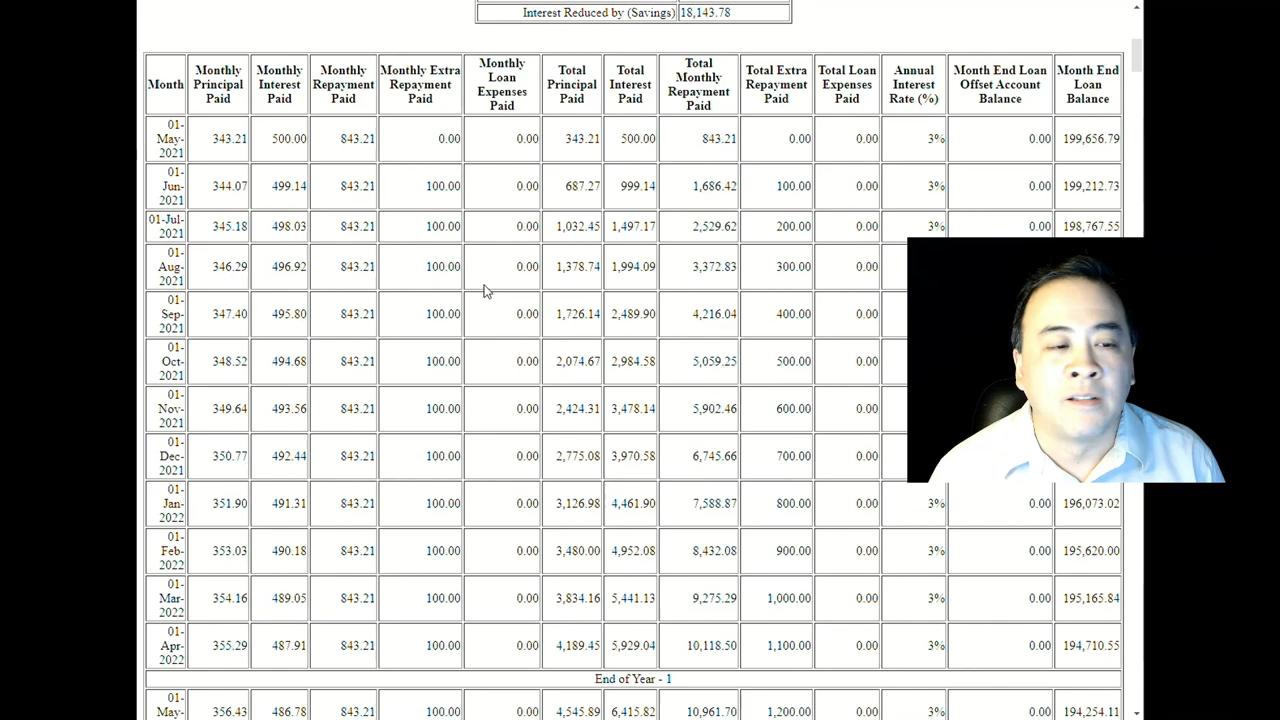 Interest Reduced by (Savings) 18,143.78
Month Monthly Principal Paid Monthly Interest Paid Monthly Repayment Paid Monthly Extra Repayment Paid Monthly Loan Expenses Paid Total Principal Paid Total Interest Paid Total Monthly Repayment Paid Total Extra Repayment Paid Total Loan Expenses Paid Annual Interest Rate (%) Month End Loan Offset Account Balance Month End Loan Balance
01-May-2021 343.21 500.00 843.21 0.00 0.00 343.21 500.00 843.21 0.00 0.00 3% 0.00 199,656.79
01-Jun-2021 344.07 499.14 843.21 100.00 0.00 687.27 999.14 1,686.42 100.00 0.00 3% 0.00 199,212.73
01-Jul-2021 345.18 498.03 843.21 100.00 0.00 1,032.45 1,497.17 2,529.62 200.00 0.00 3% 0.00 198,767.55
01-Aug-2021 346.29 496.92 843.21 100.00 0.00 1,378.74 1,994.09 3,372.83 300.00 0.00
01-Sep-2021 347.40 495.80 843.21 100.00 0.00 1,726.14 2,489.90 4,216.04 400.00 0.00
01-Oct-2021 348.52 494.68 843.21 100.00 0.00 2,074.67 2,984.58 5,059.25 500.00 0.00
01-Nov-2021 349.64 493.56 843.21 100.00 0.00 2,424.31 3,478.14 5,902.46 600.00 0.00
01-Dec-2021 350.77 492.44 843.21 100.00 0.00 2,775.08 3,970.58 6,745.66 700.00 0.00
01-Jan-2022 351.90 491.31 843.21 100.00 0.00 3,126.98 4,461.90 7,588.87 800.00 0.00 3% 0.00 196,073.02
01-Feb-2022 353.03 490.18 843.21 100.00 0.00 3,480.00 4,952.08 8,432.08 900.00 0.00 3% 0.00 195,620.00
01-Mar-2022 354.16 489.05 843.21 100.00 0.00 3,834.16 5,441.13 9,275.29 1,000.00 0.00 3% 0.00 195,165.84
01-Apr-2022 355.29 487.91 843.21 100.00 0.00 4,189.45 5,929.04 10,118.50 1,100.00 0.00 3% 0.00 194,710.55
End of Year - 1
01-May- 356.43 486.78 843.21 100.00 0.00 4,545.89 6,415.82 10,961.70 1,200.00 0.00 3% 0.00 194,254.11